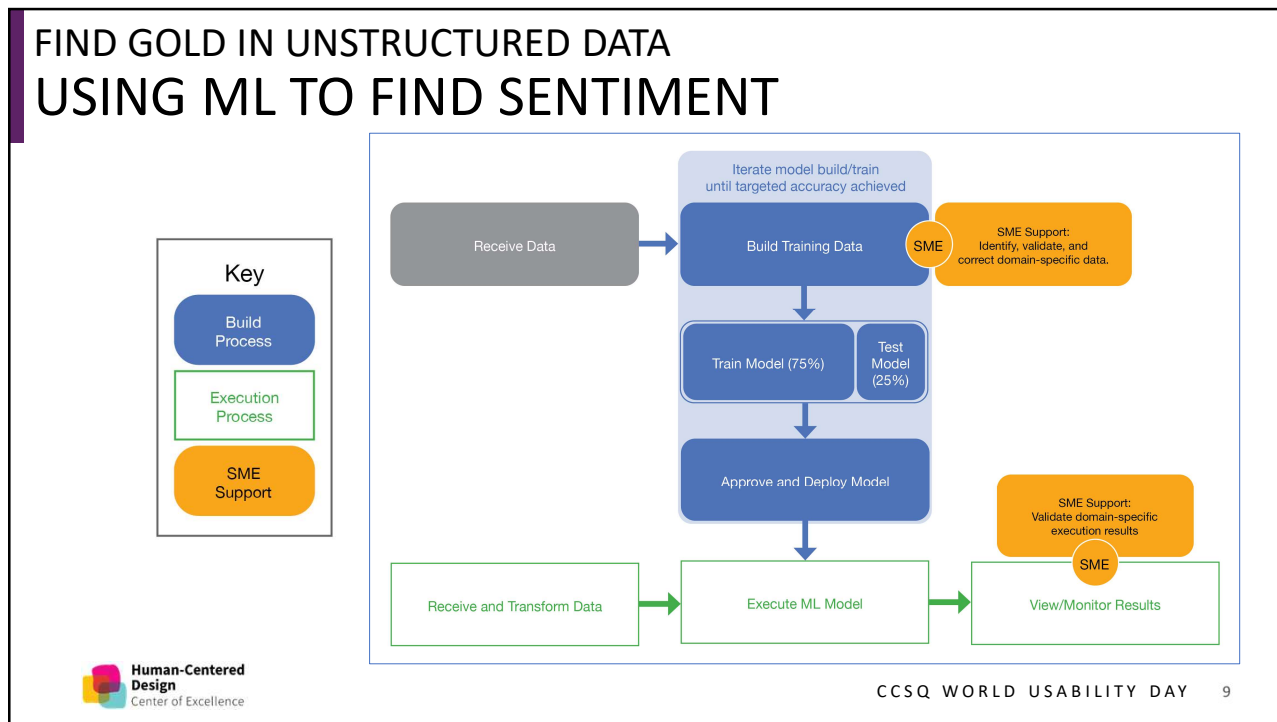 FIND GOLD IN UNSTRUCTURED DATA
USING ML TO FIND SENTIMENT
Key
Build
Process
Execution
Process
SME
Support
Iterate model build/train
until targeted accuracy achieved
Receive Data
Build Training Data
SME
SME Support:
Identify, validate, and
correct domain-specific data.
Train Model (75%)
Test
Model
(25%)
Approve and Deploy Model
SME Support:
Validate domain-specific
execution results
SME
Receive and Transform Data
Execute ML Model
View/Monitor Results
Human-Centered
Design
Center of Excellence
CCSQ WORLD USABILITY DAY 9